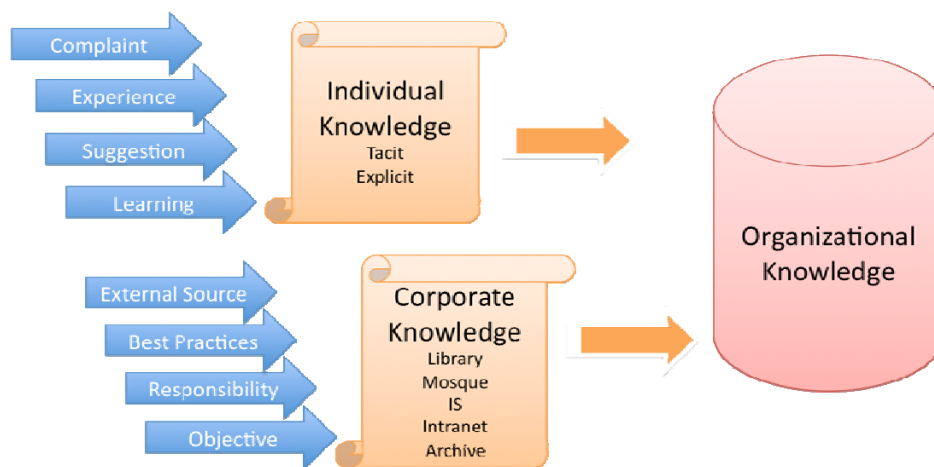 Complaint
Experience
Suggestion
Learning
Individual
Knowledge
Tacit
Explicit
External Source
Best Practices
Responsibility
Objective
Corporate
Knowledge
Library
Mosque
IS
Intranet
Archive
Organizational
Knowledge